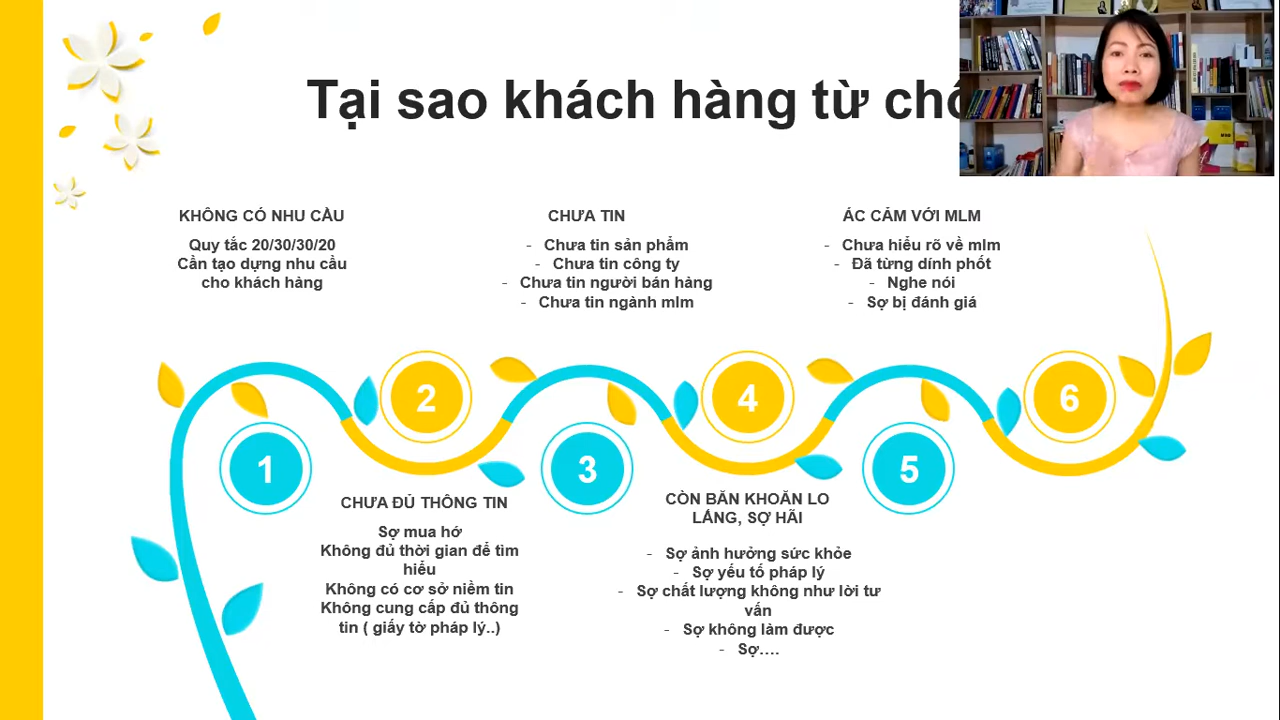 Tại sao khách hàng từ
KHÔNG CÓ NHU CẦU
Quy tắc 20/30/30/20
Cần tạo dựng nhu cầu
cho khách hàng
CHƯA TIN
- Chưa tin sản phẩm
- Chưa tin công ty
- Chưa tin người bán hàng
- Chưa tin ngành mlm
ÁC CẢM VỚI MLM
- Chưa hiểu rõ về mlm
- Đã từng dính phốt
- Nghe nói
- Sợ bị đánh giá
1
2
3
4
5
6
CHƯA ĐỦ THÔNG TIN
Sợ mua hớ
Không đủ thời gian để tìm
hiểu
Không có cơ sở niềm tin
Không cung cấp đủ thông
tin ( giấy tờ pháp lý..)
CÒN BĂN KHOĂN LO
LẮNG, SỢ HÃI
- Sợ ảnh hưởng sức khỏe
- Sợ yếu tố pháp lý
- Sợ chất lượng không như lời tư
vấn
- Sợ không làm được
- Sợ....